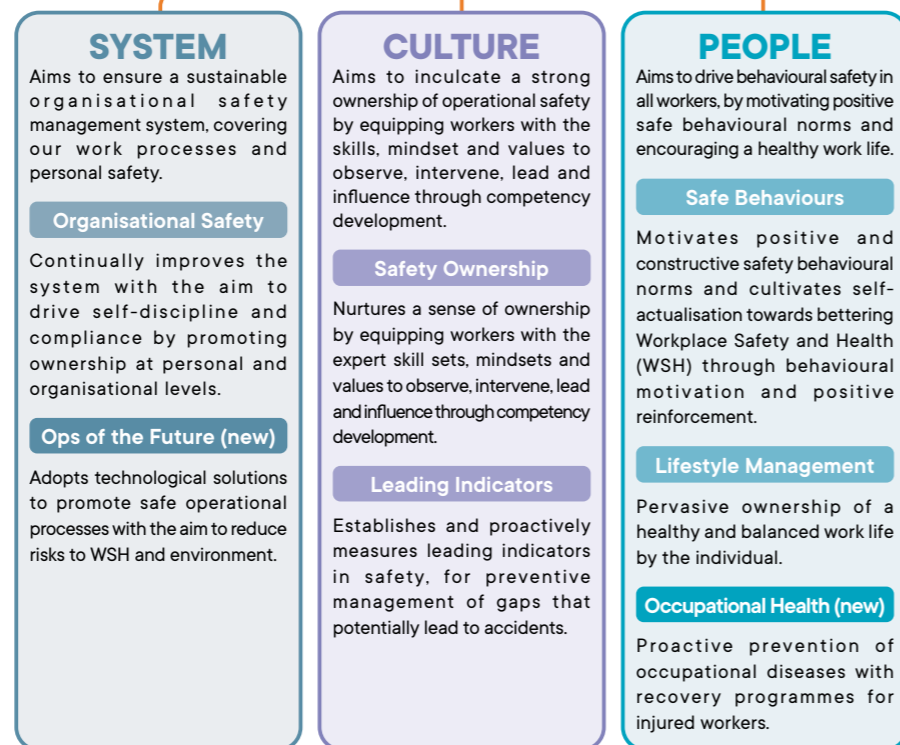 SYSTEM
Aims to ensure a sustainable
organisational safety
management system, covering
our work processes and
personal safety.
Organisational Safety
Continually improves the
system with the aim to
drive self-discipline and
compliance by promoting
ownership at personal and
organisational levels.
Ops of the Future (new)
Adopts technological solutions
to promote safe operational
processes with the aim to reduce
risks to WSH and environment.
CULTURE
Aims to inculcate a strong
ownership of operational safety
by equipping workers with the
skills, mindset and values to
observe, intervene, lead and
influence through competency
development.
Safety Ownership
Nurtures a sense of ownership
by equipping workers with the
expert skill sets, mindsets and
values to observe, intervene, lead
and influence through competency
development.
Leading Indicators
Establishes and proactively
measures leading indicators
in safety, for preventive
management of gaps that
potentially lead to accidents.
PEOPLE
Aims to drive behavioural safety in
all workers, by motivating positive
safe behavioural norms and
encouraging a healthy work life.
Safe Behaviours
Motivates positive and
constructive safety behavioural
norms and cultivates self-
actualisation towards bettering
Workplace Safety and Health
(WSH) through behavioural
motivation and positive
reinforcement.
Lifestyle Management
Pervasive ownership of a
healthy and balanced work life
by the individual.
Occupational Health (new)
Proactive prevention of
occupational diseases with
recovery programmes for
injured workers.